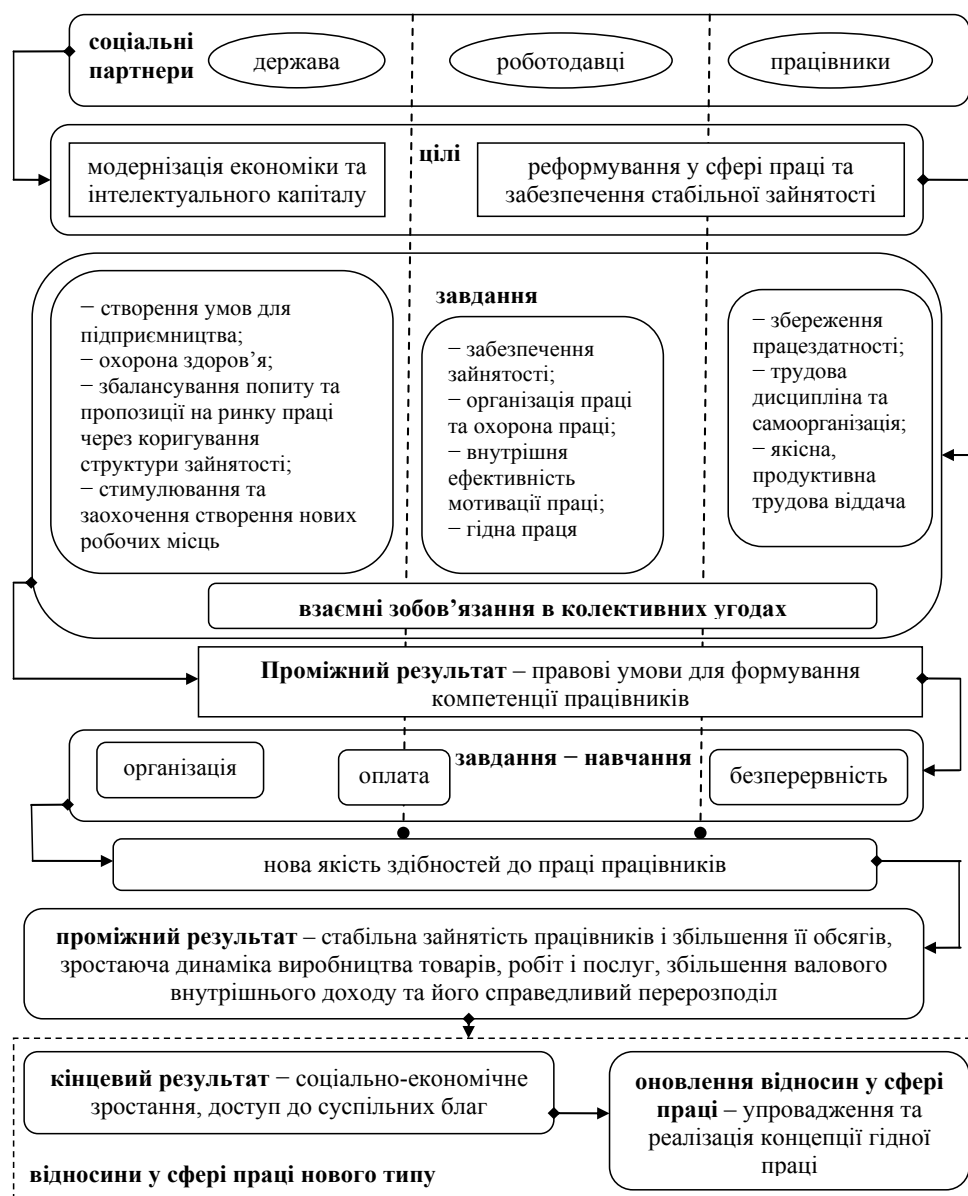 соціальні
партнери
держава
роботодавці
працівники
цілі
модернізація економіки та
інтелектуального капіталу
реформування у сфері праці та
забезпечення стабільної зайнятості
завдання
− створення умов для
підприємництва;
− охорона здоров’я;
− збалансування попиту та
пропозиції на ринку праці
через коригування
структури зайнятості;
− стимулювання та
заохочення створення нових
робочих місць
− забезпечення
зайнятості;
− організація праці
та охорона праці;
− внутрішня
ефективність
мотивації праці;
− гідна праця
− збереження
працездатності;
− трудова
дисципліна та
самоорганізація;
− якісна,
продуктивна
трудова віддача
взаємні зобов’язання в колективних угодах
Проміжний результат – правові умови для формування
компетенції працівників
завдання − навчання
організація
оплата
безперервність
нова якість здібностей до праці працівників
проміжний результат – стабільна зайнятість працівників і збільшення її обсягів,
зростаюча динаміка виробництва товарів, робіт і послуг, збільшення валового
внутрішнього доходу та його справедливий перерозподіл
кінцевий результат − соціально-економічне
зростання, доступ до суспільних благ
оновлення відносин у сфері
праці – упровадження та
реалізація концепції гідної
праці
відносини у сфері праці нового типу